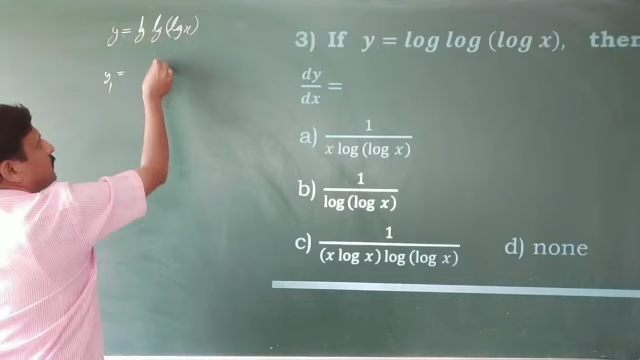 y = log log (log x)
y₁ =
3) If y = log log (log x), then
dy/dx =
a) 1/(x log (log x))
b) 1/(log (log x))
c) 1/((x log x) log (log x)) d) none